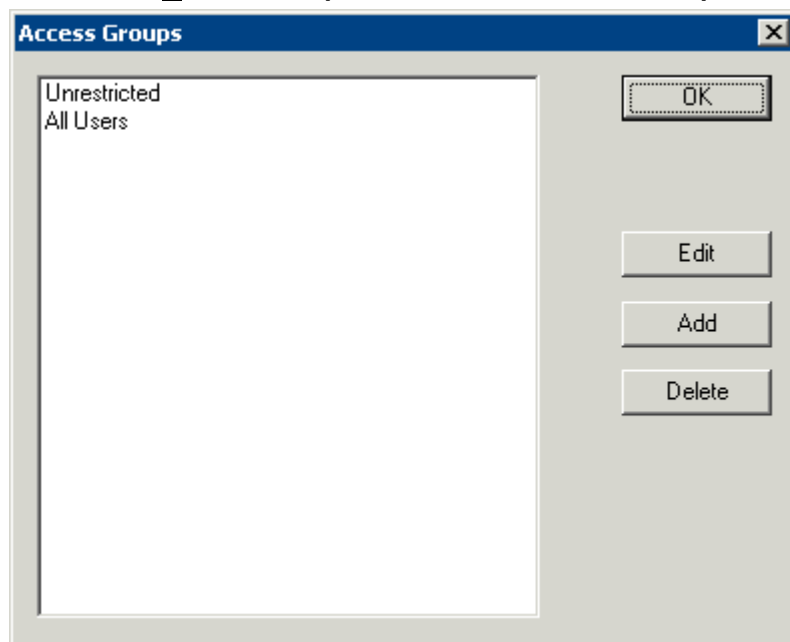 Access Groups
Unrestricted
All Users
OK
Edit
Add
Delete